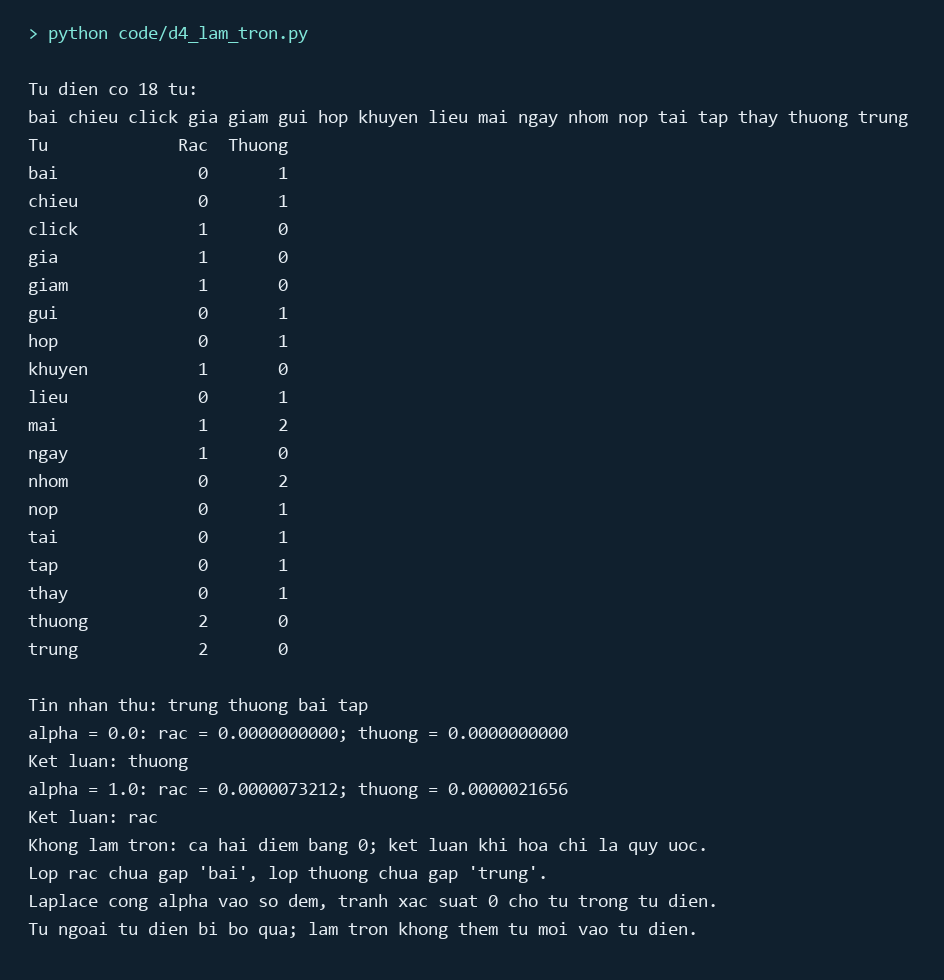 > python code/d4_lam_tron.py
Tu dien co 18 tu:
bai chieu click gia giam gui hop khuyen lieu mai ngay nhom nop tai tap thay thuong trung
Tu Rac Thuong
bai 0 1
chieu 0 1
click 1 0
gia 1 0
giam 1 0
gui 0 1
hop 0 1
khuyen 1 0
lieu 0 1
mai 1 2
ngay 1 0
nhom 0 2
nop 0 1
tai 0 1
tap 0 1
thay 0 1
thuong 2 0
trung 2 0
Tin nhan thu: trung thuong bai tap
alpha = 0.0: rac = 0.0000000000; thuong = 0.0000000000
Ket luan: thuong
alpha = 1.0: rac = 0.0000073212; thuong = 0.0000021656
Ket luan: rac
Khong lam tron: ca hai diem bang 0; ket luan khi hoa chi la quy uoc.
Lop rac chua gap 'bai', lop thuong chua gap 'trung'.
Laplace cong alpha vao so dem, tranh xac suat 0 cho tu trong tu dien.
Tu ngoai tu dien bi bo qua; lam tron khong them tu moi vao tu dien.